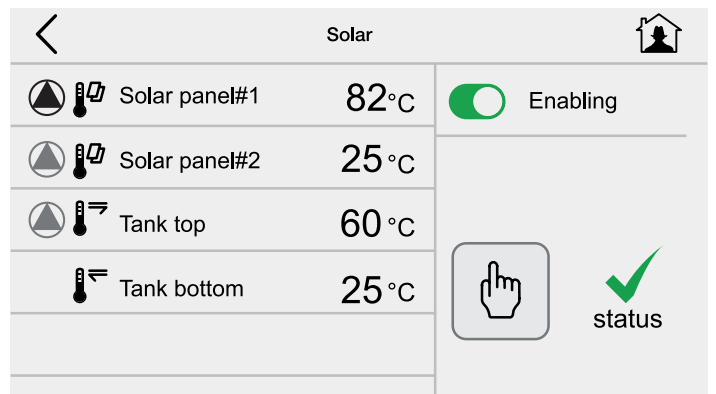 Solar
Solar panel#1 82°C
Solar panel#2 25°C
Tank top 60°C
Tank bottom 25°C
Enabling
status